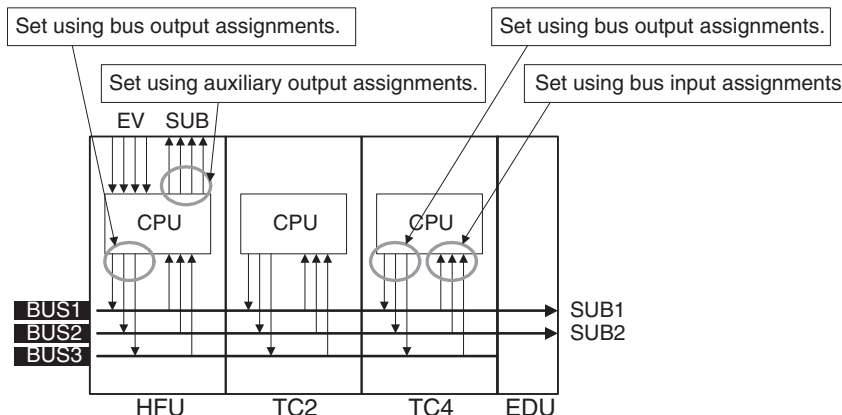 Set using bus output assignments.
Set using bus output assignments.
Set using auxiliary output assignments.
Set using bus input assignments
EV SUB
CPU CPU CPU
BUS1 SUB1
BUS2 SUB2
BUS3
HFU TC2 TC4 EDU